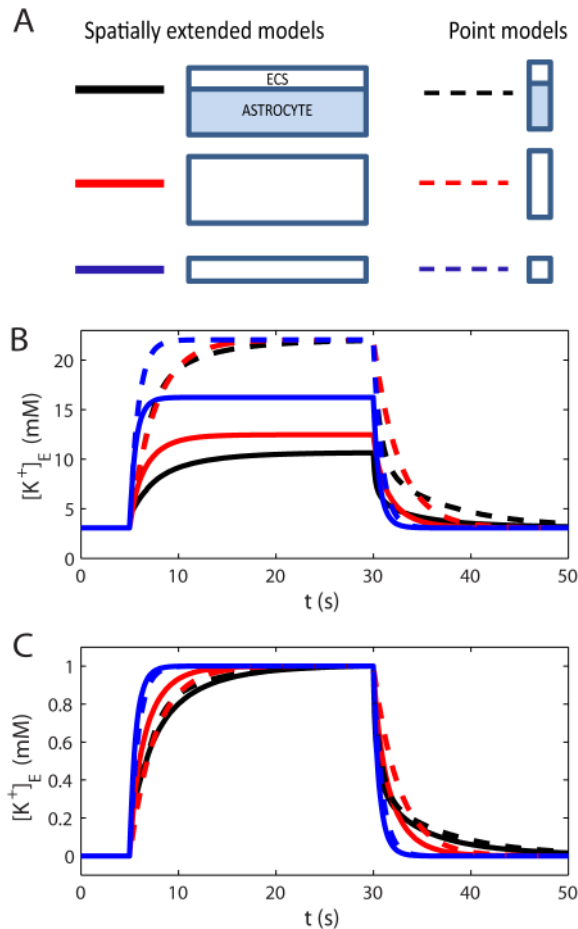 A
Spatially extended models
Point models
ECS
ASTROCYTE
B
[K+]E (mM)
20
15
10
5
0
0 10 20 30 40 50
t (s)
C
[K+]E (mM)
1
0.8
0.6
0.4
0.2
0
0 10 20 30 40 50
t (s)